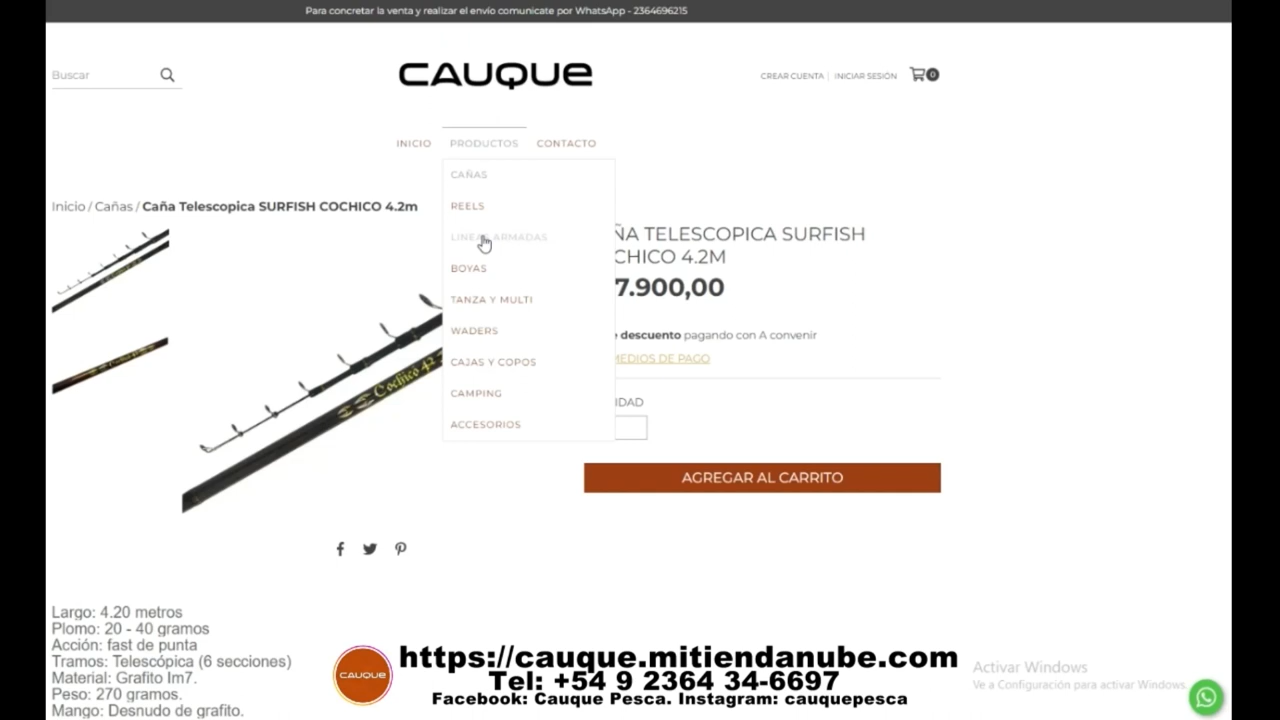 Para concretar la venta y realizar el envío comunicate por WhatsApp - 2364696215
Buscar
CAUQUE
CREAR CUENTA | INICIAR SESIÓN
0
INICIO PRODUCTOS CONTACTO
CAÑAS
REELS
LINEAS ARMADAS
BOYAS
TANZA Y MULTI
WADERS
CAJAS Y COPOS
CAMPING
ACCESORIOS
Inicio / Cañas / Caña Telescopica SURFISH COCHICO 4.2m
ÑA TELESCOPICA SURFISH
CHICO 4.2M
7.900,00
descuento pagando con A convenir
MEDIOS DE PAGO
IDAD
AGREGAR AL CARRITO
Cochico 4²
Largo: 4.20 metros
Plomo: 20 - 40 gramos
Acción: fast de punta
Tramos: Telescópica (6 secciones)
Material: Grafito Im7.
Peso: 270 gramos.
Mango: Desnudo de grafito.
CAUQUE
https://cauque.mitiendanube.com
Tel: +54 9 2364 34-6697
Facebook: Cauque Pesca. Instagram: cauquepesca
Activar Windows
Ve a Configuración para activar Windows.